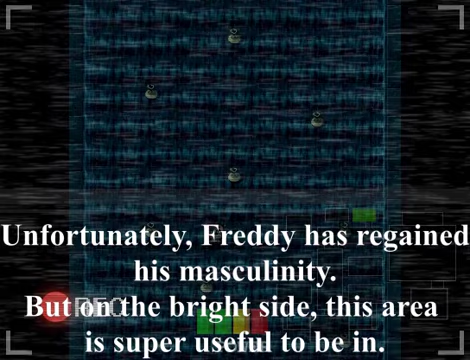 Unfortunately, Freddy has regained
his masculinity.
But on the bright side, this area
is super useful to be in.
REC